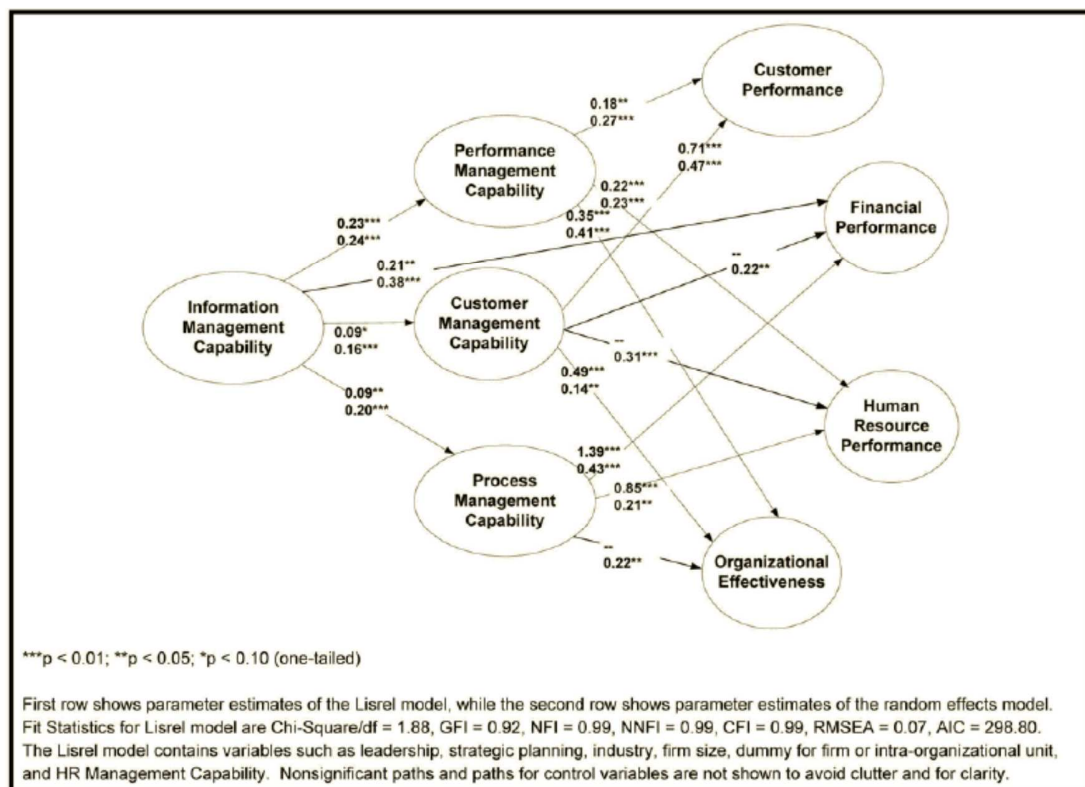 Customer
Performance
0.18**
0.27***
Performance
Management
Capability
0.71***
0.47***
0.22***
0.23***
0.35***
0.41***
Financial
Performance
0.23***
0.24***
0.21**
0.38***
--
0.22**
Information
Management
Capability
Customer
Management
Capability
0.09*
0.16***
--
0.31***
0.49***
0.14**
0.09**
0.20***
Human
Resource
Performance
1.39***
0.43***
Process
Management
Capability
0.85***
0.21**
--
0.22**
Organizational
Effectiveness
***p < 0.01; **p < 0.05; *p < 0.10 (one-tailed)
First row shows parameter estimates of the Lisrel model, while the second row shows parameter estimates of the random effects model.
Fit Statistics for Lisrel model are Chi-Square/df = 1.88, GFI = 0.92, NFI = 0.99, NNFI = 0.99, CFI = 0.99, RMSEA = 0.07, AIC = 298.80.
The Lisrel model contains variables such as leadership, strategic planning, industry, firm size, dummy for firm or intra-organizational unit,
and HR Management Capability. Nonsignificant paths and paths for control variables are not shown to avoid clutter and for clarity.